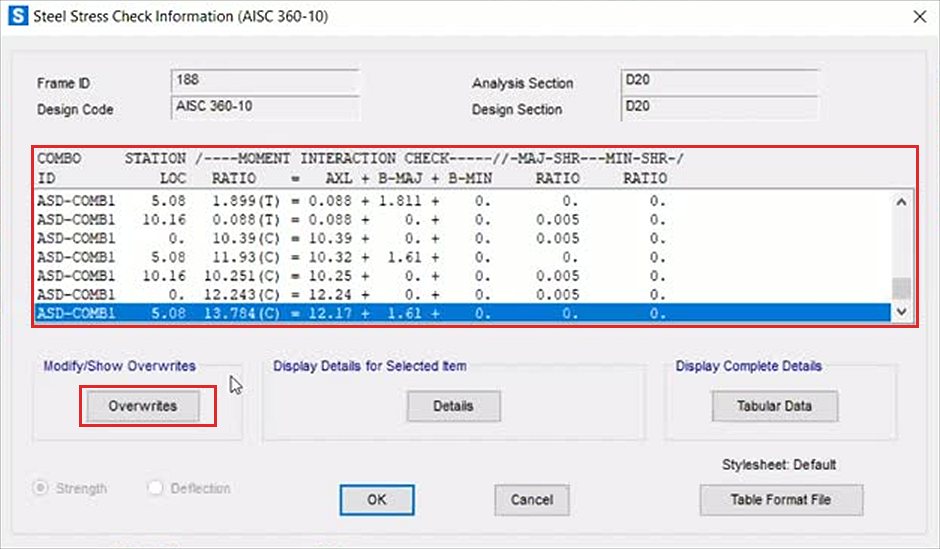 S Steel Stress Check Information (AISC 360-10)
Frame ID 188 Analysis Section D20
Design Code AISC 360-10 Design Section D20
COMBO STATION /----MOMENT INTERACTION CHECK-----//-MAJ-SHR---MIN-SHR-/
ID LOC RATIO = AXL + B-MAJ + B-MIN RATIO RATIO
ASD-COMB1 5.08 1.899(T) = 0.088 + 1.811 + 0. 0. 0.
ASD-COMB1 10.16 0.088(T) = 0.088 + 0. + 0. 0.005 0.
ASD-COMB1 0. 10.39(C) = 10.39 + 0. + 0. 0.005 0.
ASD-COMB1 5.08 11.93(C) = 10.32 + 1.61 + 0. 0. 0.
ASD-COMB1 10.16 10.251(C) = 10.25 + 0. + 0. 0.005 0.
ASD-COMB1 0. 12.243(C) = 12.24 + 0. + 0. 0.005 0.
ASD-COMB1 5.08 13.784(C) = 12.17 + 1.61 + 0. 0. 0.
Modify/Show Overwrites Display Details for Selected Item Display Complete Details
Overwrites Details Tabular Data
Stylesheet: Default
Strength Deflection
OK Cancel Table Format File